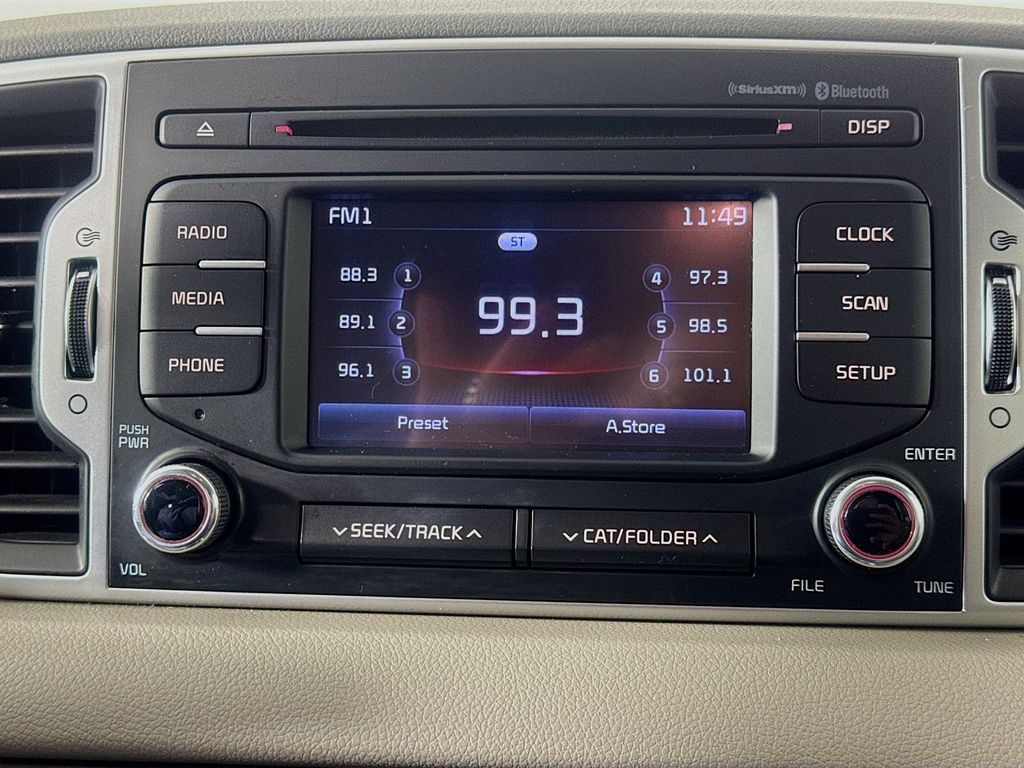 ((SiriusXM)) Bluetooth
DISP
RADIO
MEDIA
PHONE
FM1
11:49
ST
88.3 1
89.1 2
96.1 3
99.3
4 97.3
5 98.5
6 101.1
Preset
A.Store
CLOCK
SCAN
SETUP
PUSH
PWR
VOL
SEEK/TRACK
CAT/FOLDER
ENTER
FILE
TUNE